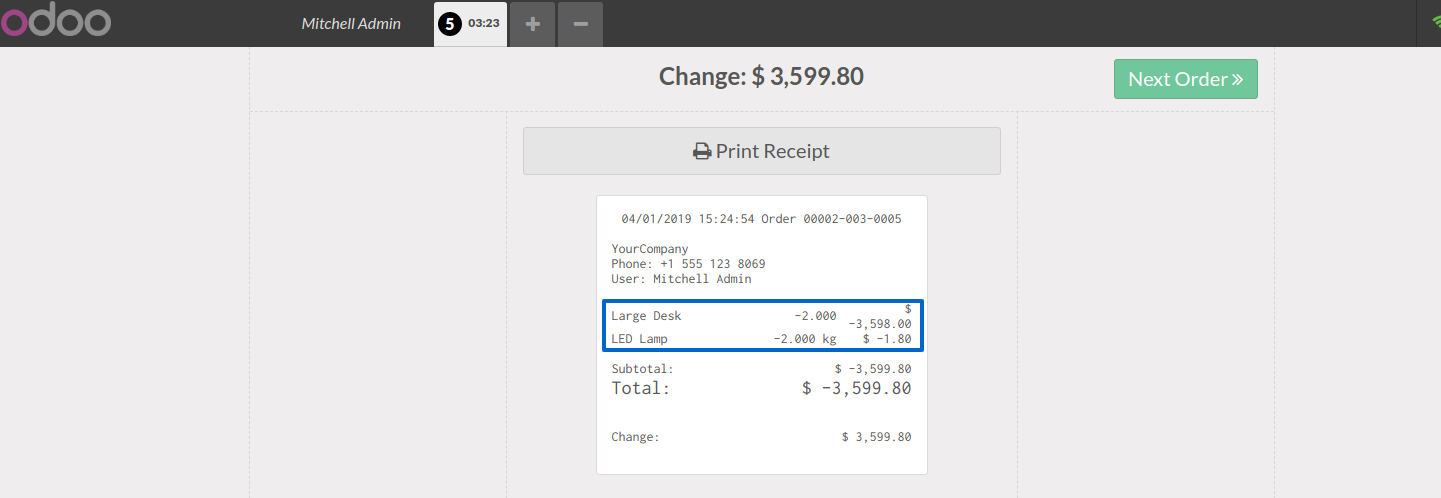 odoo Mitchell Admin 5 03:23 + −
Change: $ 3,599.80 Next Order »
Print Receipt
04/01/2019 15:24:54 Order 00002-003-0005
YourCompany
Phone: +1 555 123 8069
User: Mitchell Admin
Large Desk -2.000 $ -3,598.00
LED Lamp -2.000 kg $ -1.80
Subtotal: $ -3,599.80
Total: $ -3,599.80
Change: $ 3,599.80